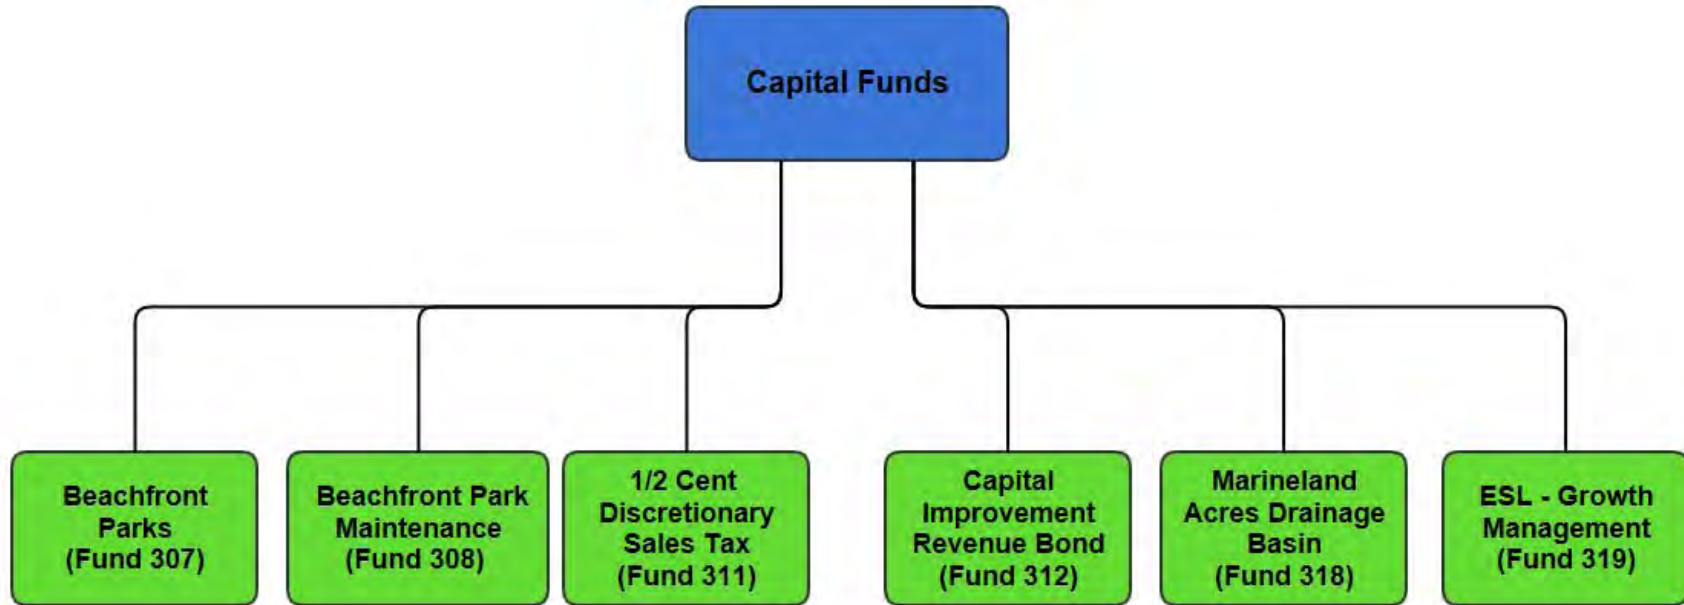 Capital Funds
Beachfront
Parks
(Fund 307)
Beachfront Park
Maintenance
(Fund 308)
1/2 Cent
Discretionary
Sales Tax
(Fund 311)
Capital
Improvement
Revenue Bond
(Fund 312)
Marineland
Acres Drainage
Basin
(Fund 318)
ESL - Growth
Management
(Fund 319)